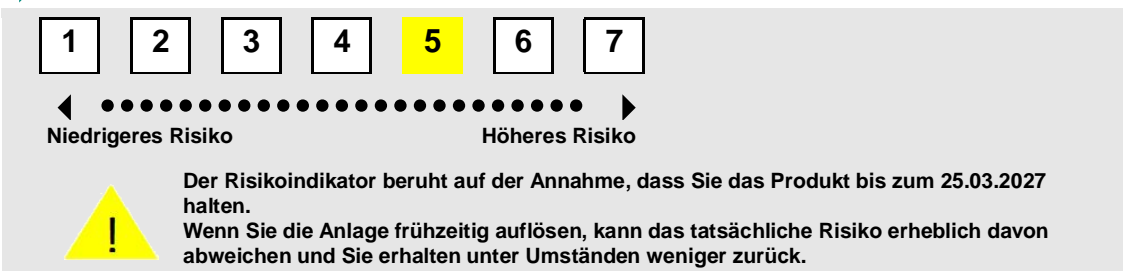 1 2 3 4 5 6 7
Niedrigeres Risiko Höheres Risiko
! Der Risikoindikator beruht auf der Annahme, dass Sie das Produkt bis zum 25.03.2027
halten.
Wenn Sie die Anlage frühzeitig auflösen, kann das tatsächliche Risiko erheblich davon
abweichen und Sie erhalten unter Umständen weniger zurück.